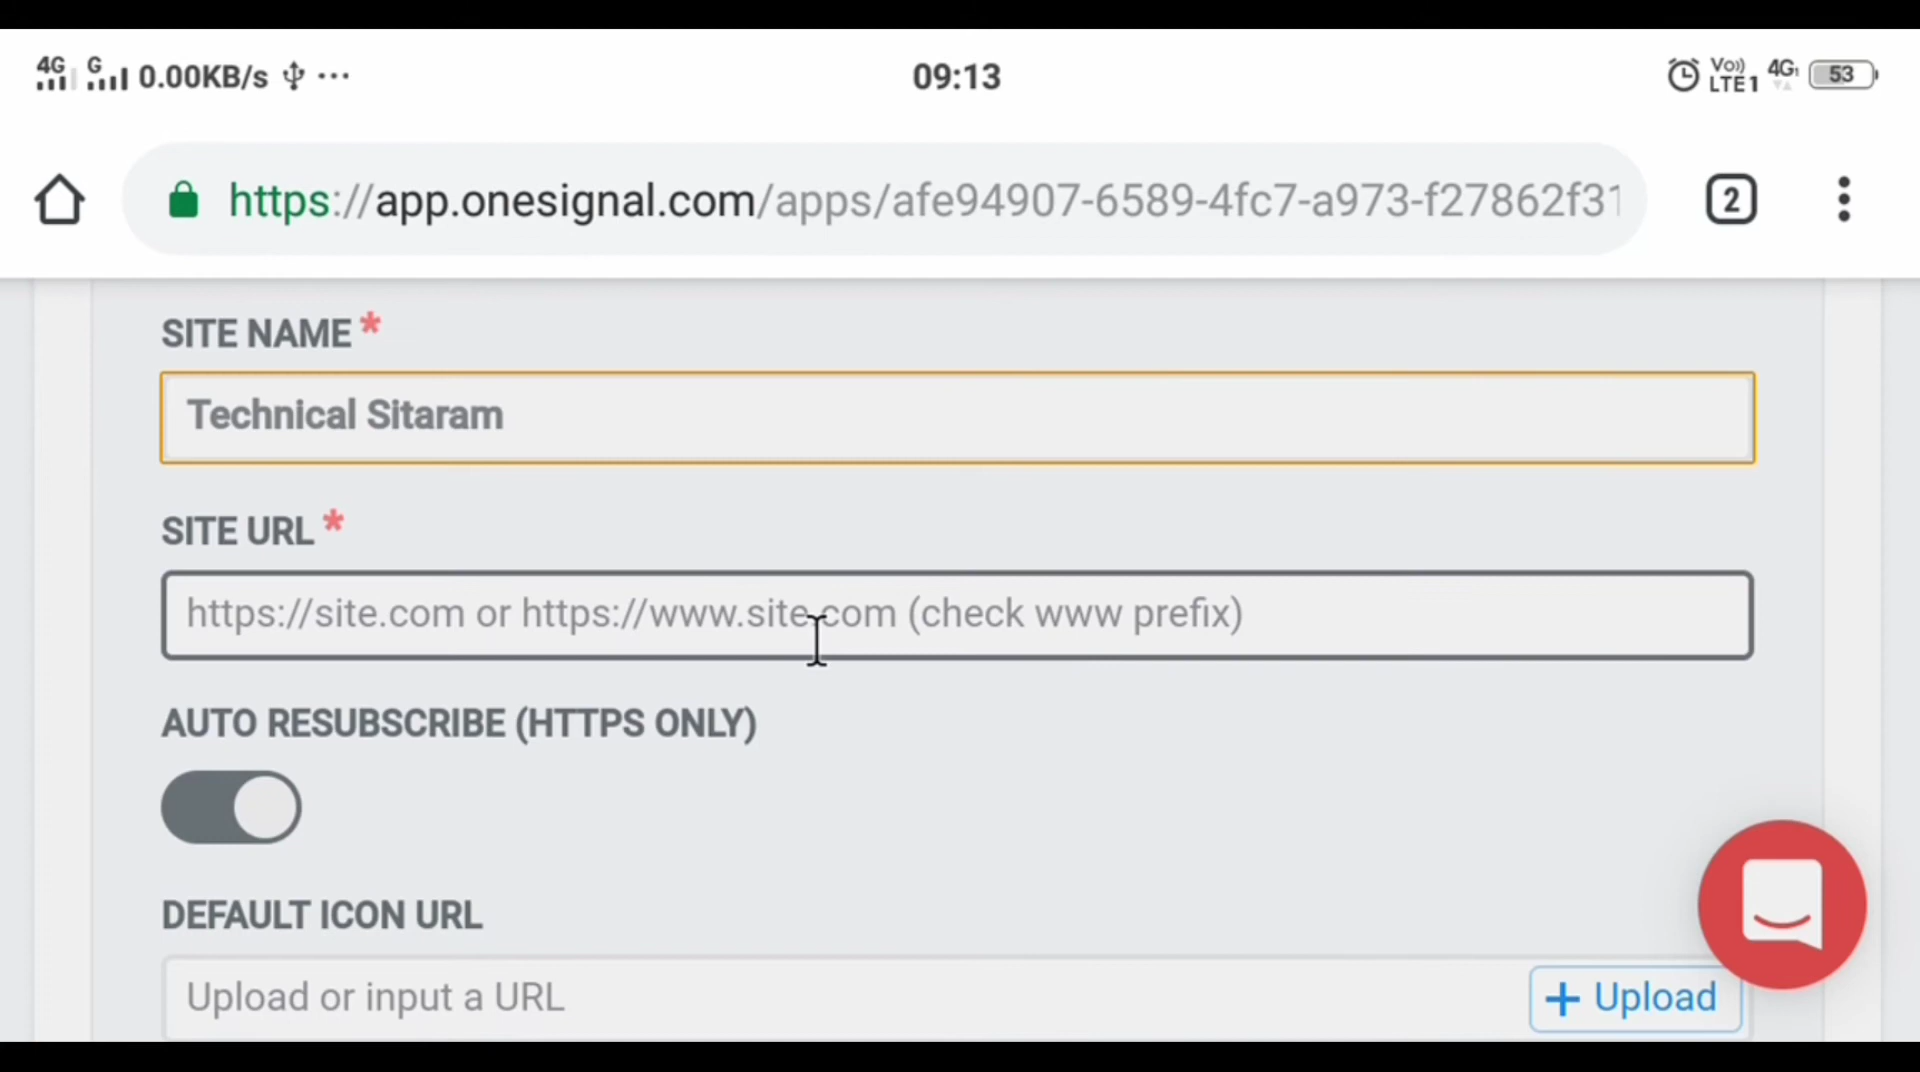 4G G 0.00KB/s ... 09:13 Vo)) LTE1 4G1 53
https://app.onesignal.com/apps/afe94907-6589-4fc7-a973-f27862f31 2
SITE NAME *
Technical Sitaram
SITE URL *
https://site.com or https://www.site.com (check www prefix)
AUTO RESUBSCRIBE (HTTPS ONLY)
DEFAULT ICON URL
Upload or input a URL + Upload